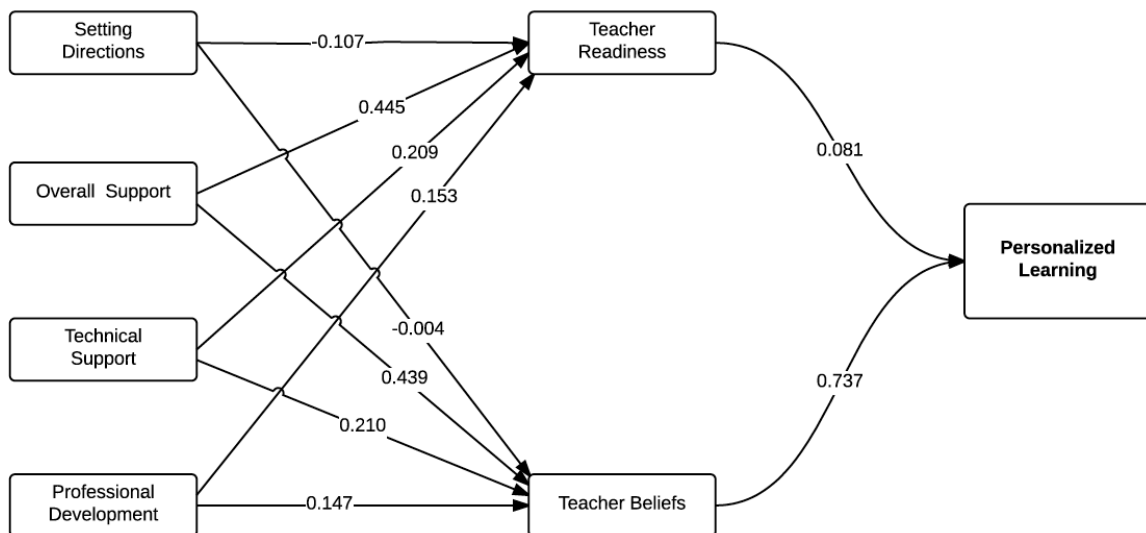 Setting
Directions
Teacher
Readiness
-0.107
0.445
0.209
0.081
Overall Support
0.153
Personalized
Learning
Technical
Support
-0.004
0.439
0.737
0.210
Professional
Development
0.147
Teacher Beliefs